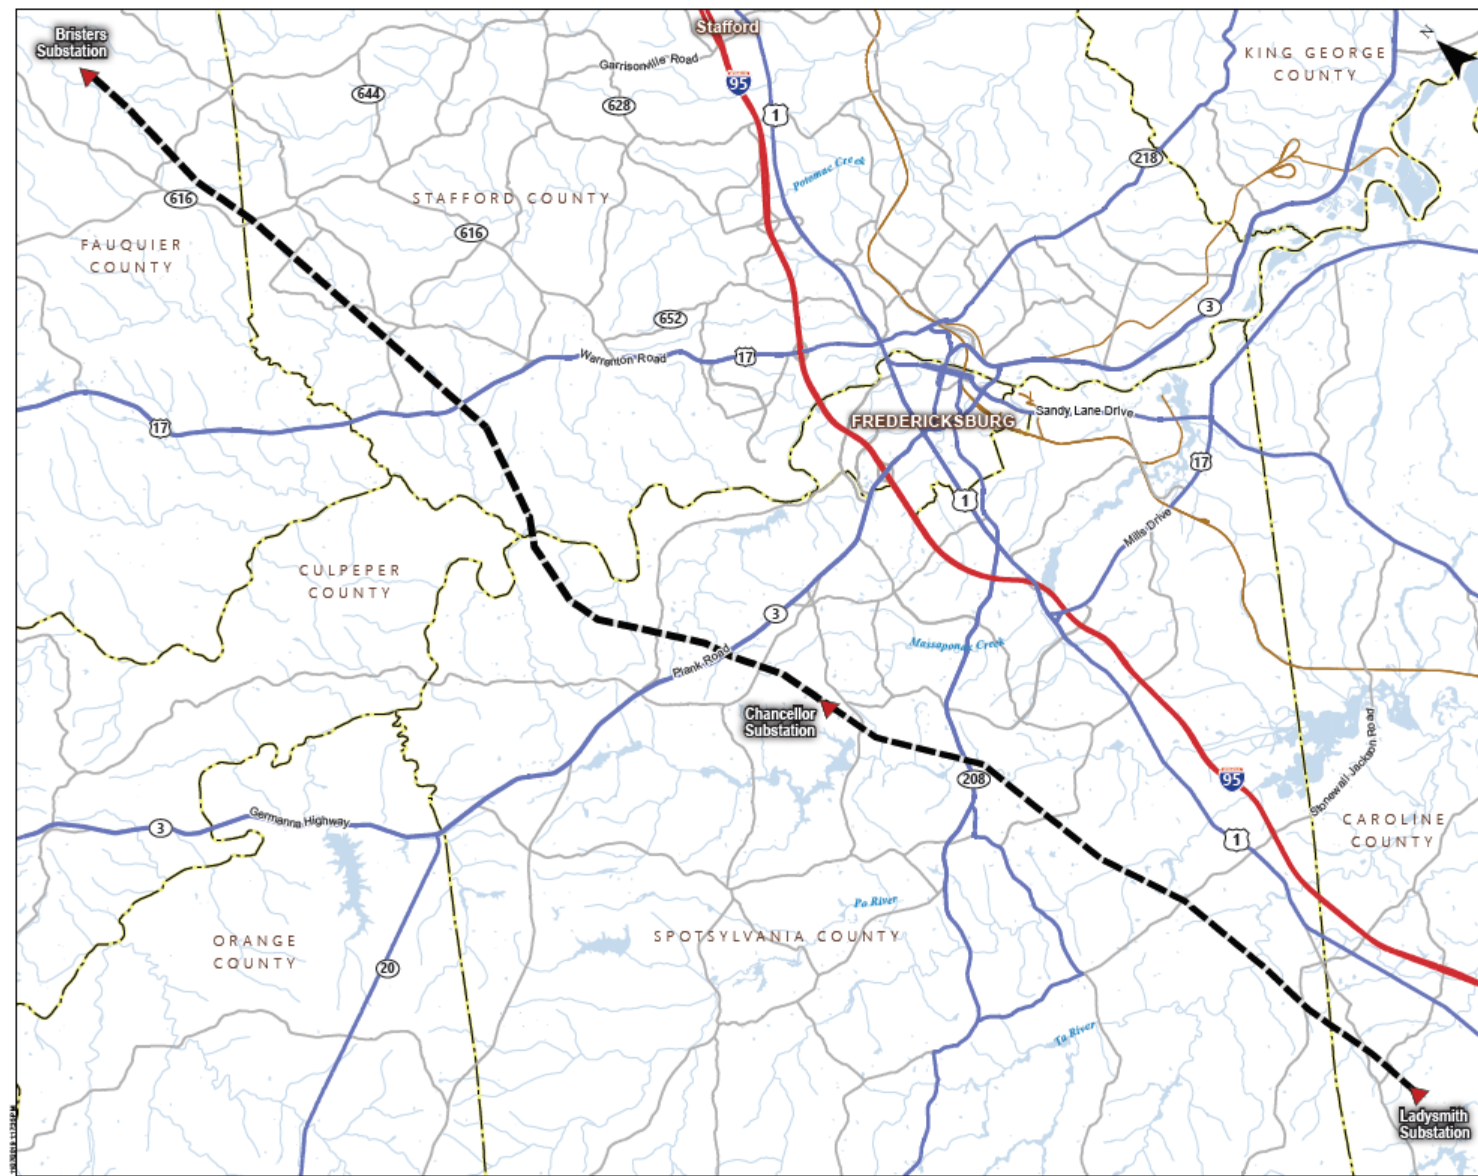 Bristers
Substation
Stafford
N
KING GEORGE
COUNTY
Garrisonville Road
95
644
628
1
218
Potomac Creek
616
STAFFORD COUNTY
616
FAUQUIER
COUNTY
3
652
Warrenton Road
17
17
FREDERICKSBURG
Sandy Lane Drive
17
1
Mills Drive
CULPEPER
COUNTY
3
Massaponax Creek
Plank Road
Chancellor
Substation
208
95
Stonewall Jackson Road
CAROLINE
COUNTY
3
Germanna Highway
1
Po River
SPOTSYLVANIA COUNTY
ORANGE
COUNTY
20
Ta River
Ladysmith
Substation